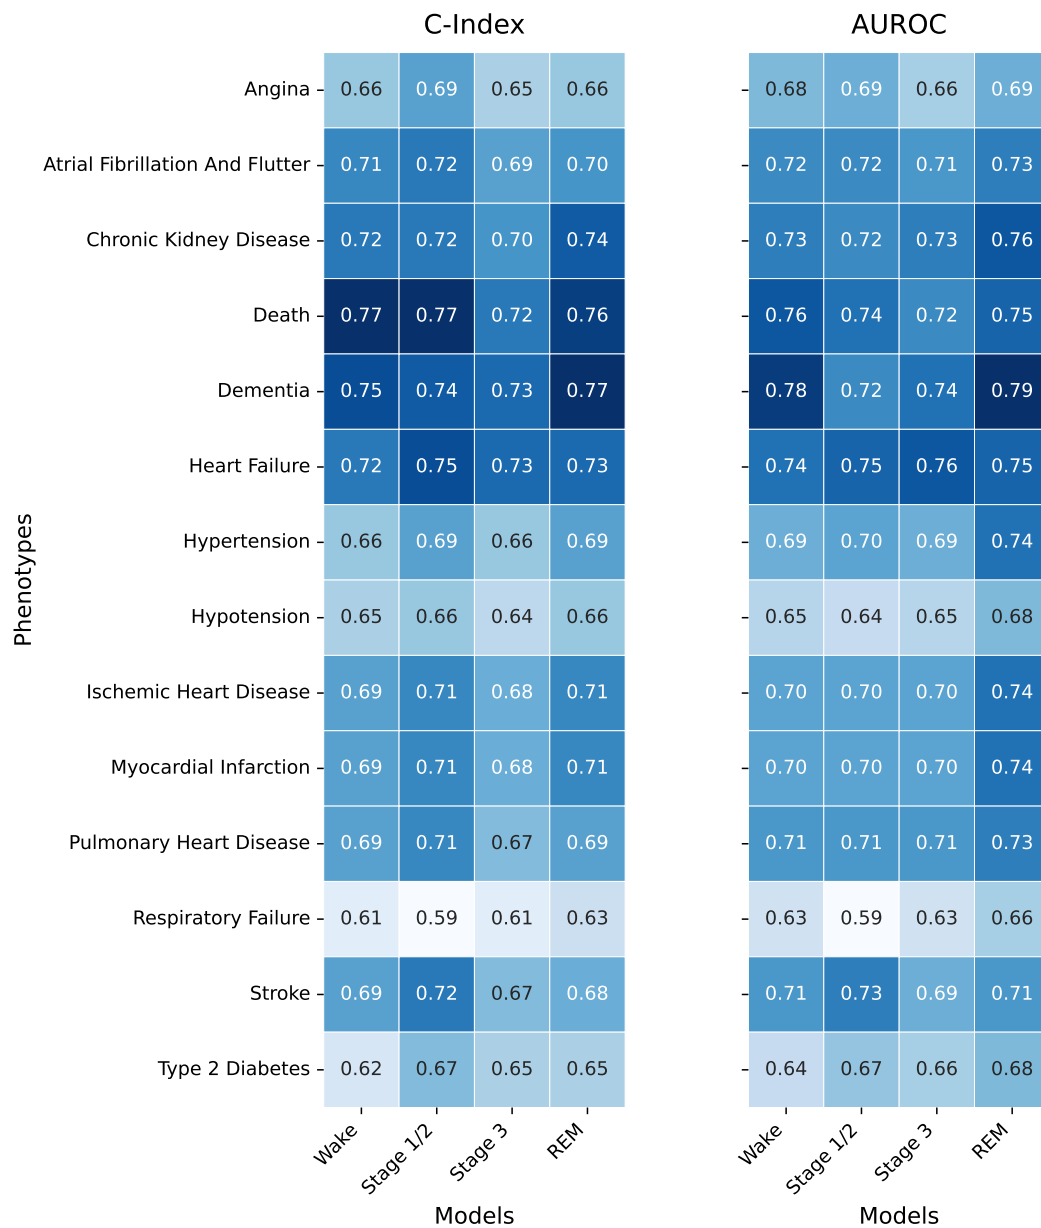 C-Index AUROC
Angina 0.66 0.69 0.65 0.66 0.68 0.69 0.66 0.69
Atrial Fibrillation And Flutter 0.71 0.72 0.69 0.70 0.72 0.72 0.71 0.73
Chronic Kidney Disease 0.72 0.72 0.70 0.74 0.73 0.72 0.73 0.76
Death 0.77 0.77 0.72 0.76 0.76 0.74 0.72 0.75
Dementia 0.75 0.74 0.73 0.77 0.78 0.72 0.74 0.79
Heart Failure 0.72 0.75 0.73 0.73 0.74 0.75 0.76 0.75
Hypertension 0.66 0.69 0.66 0.69 0.69 0.70 0.69 0.74
Phenotypes
Hypotension 0.65 0.66 0.64 0.66 0.65 0.64 0.65 0.68
Ischemic Heart Disease 0.69 0.71 0.68 0.71 0.70 0.70 0.70 0.74
Myocardial Infarction 0.69 0.71 0.68 0.71 0.70 0.70 0.70 0.74
Pulmonary Heart Disease 0.69 0.71 0.67 0.69 0.71 0.71 0.71 0.73
Respiratory Failure 0.61 0.59 0.61 0.63 0.63 0.59 0.63 0.66
Stroke 0.69 0.72 0.67 0.68 0.71 0.73 0.69 0.71
Type 2 Diabetes 0.62 0.67 0.65 0.65 0.64 0.67 0.66 0.68
Wake Stage 1/2 Stage 3 REM Wake Stage 1/2 Stage 3 REM
Models Models